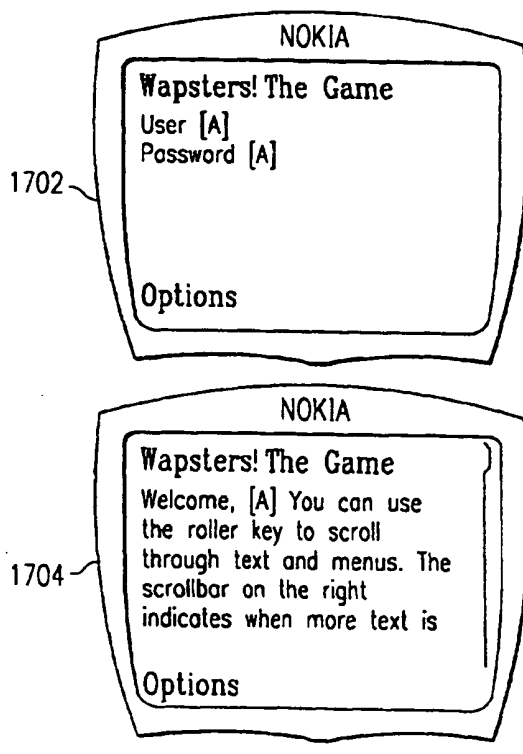 NOKIA
Wapsters! The Game
User [A]
Password [A]
1702
Options
NOKIA
Wapsters! The Game
Welcome, [A] You can use
the roller key to scroll
through text and menus. The
scrollbar on the right
indicates when more text is
1704
Options